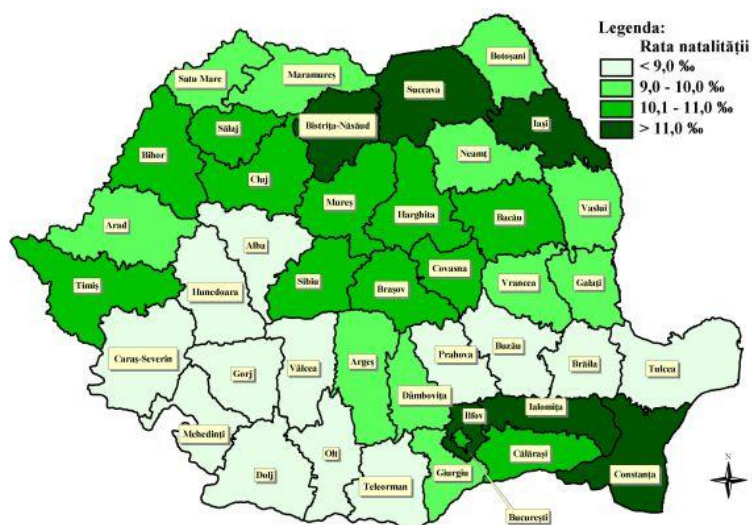 Legenda:
Rata natalității
< 9,0 ‰
9,0 - 10,0 ‰
10,1 - 11,0 ‰
> 11,0 ‰
Botoșani
Satu Mare
Maramureș
Suceava
Iași
Sălaj
Bistrița-Năsăud
Bihor
Neamț
Cluj
Mureș
Harghita
Bacău
Vaslui
Arad
Alba
Timiș
Hunedoara
Sibiu
Brașov
Covasna
Vrancea
Galați
Caraș-Severin
Gorj
Vâlcea
Argeș
Prahova
Buzău
Brăila
Tulcea
Dâmbovița
Mehedinți
Ilfov
Ialomița
Dolj
Olt
Teleorman
Giurgiu
Călărași
Constanța
București
N